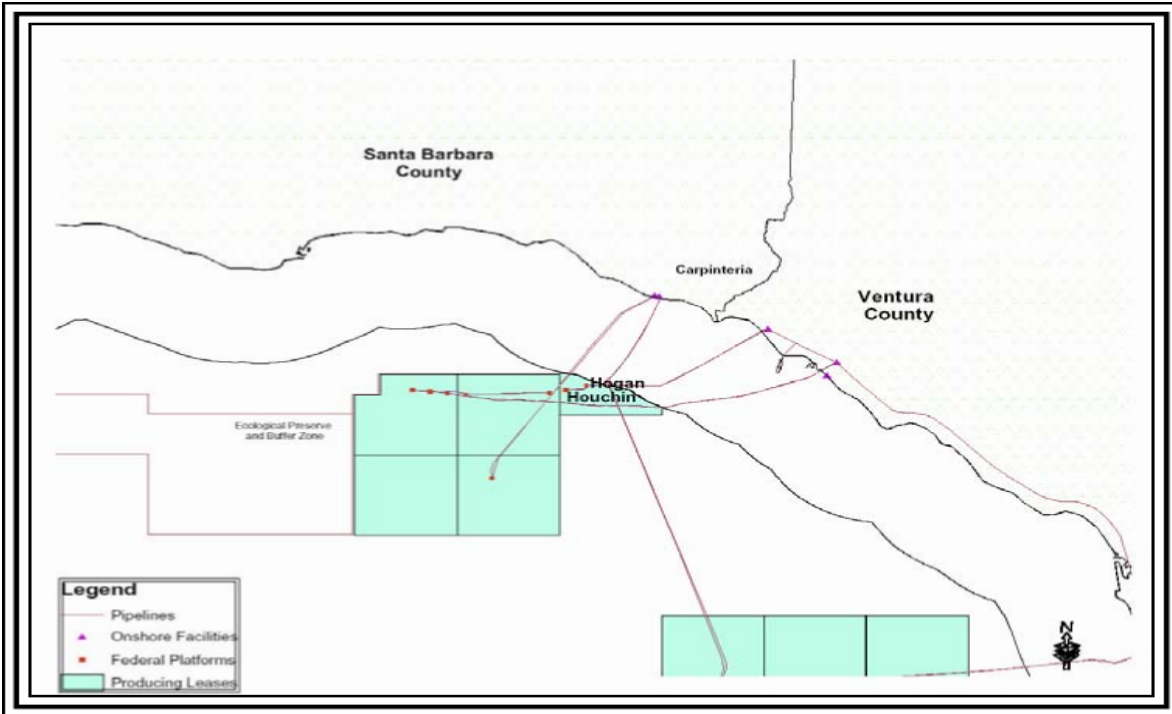 Santa Barbara
County
Carpinteria
Ventura
County
Hogan
Houchin
Ecological Preserve
and Buffer Zone
Legend
Pipelines
Onshore Facilities
Federal Platforms
Producing Leases
N